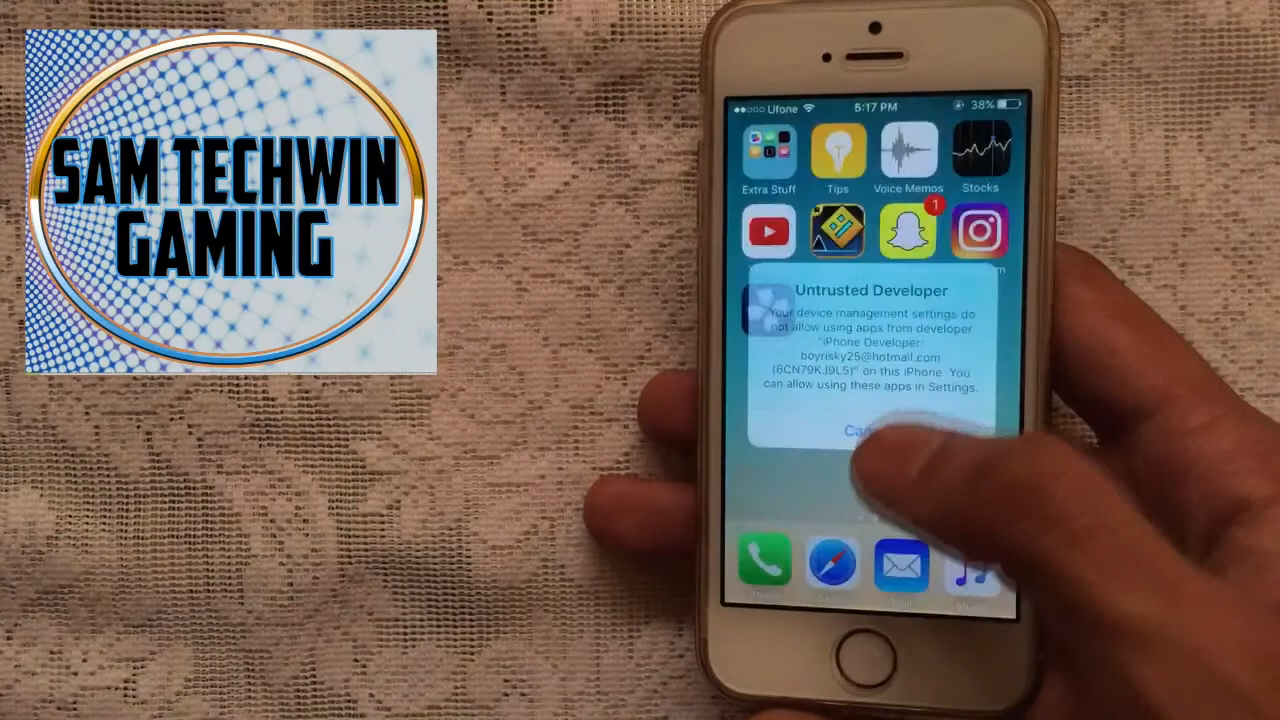 SAM TECHWIN
GAMING
Ufone
5:17 PM
38%
Extra Stuff
Tips
Voice Memos
Stocks
1
Untrusted Developer
Your device management settings do
not allow using apps from developer
"iPhone Developer:
boyrisky25@hotmail.com
(6CN79KJ9L5)" on this iPhone. You
can allow using these apps in Settings.